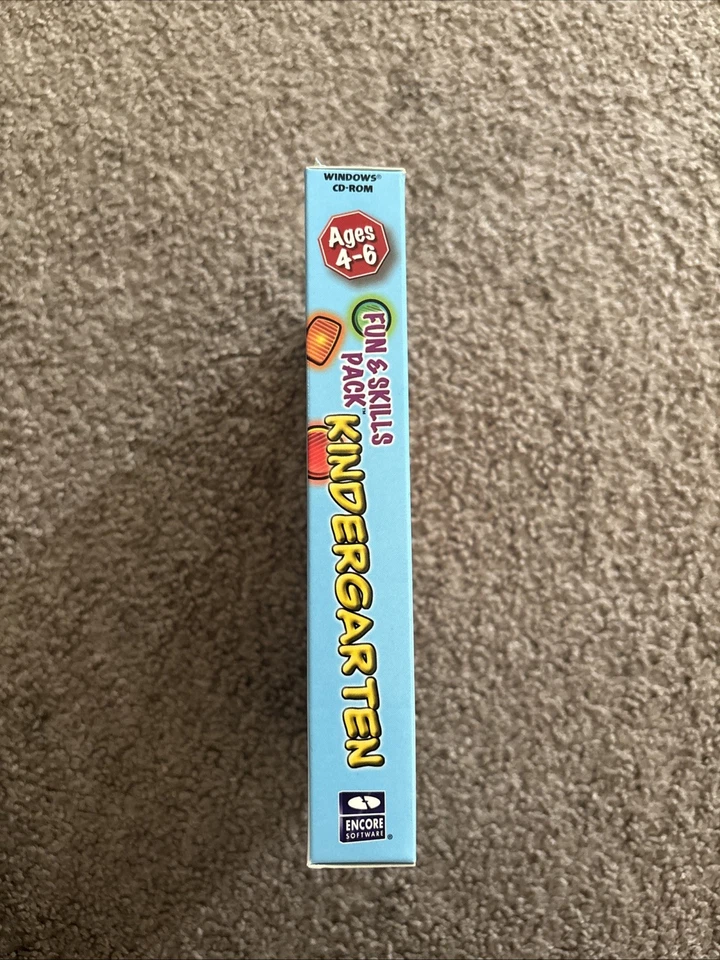 WINDOWS®
CD-ROM
Ages
4-6
FUN & SKILLS
PACK™
KINDERGARTEN
ENCORE
SOFTWARE®